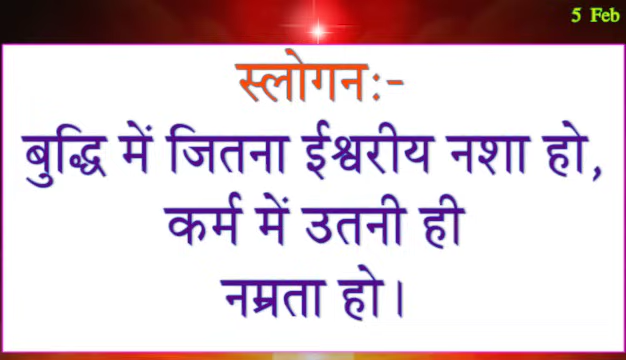 5 Feb
स्लोगनः-
बुद्धि में जितना ईश्वरीय नशा हो,
कर्म में उतनी ही
नम्रता हो।